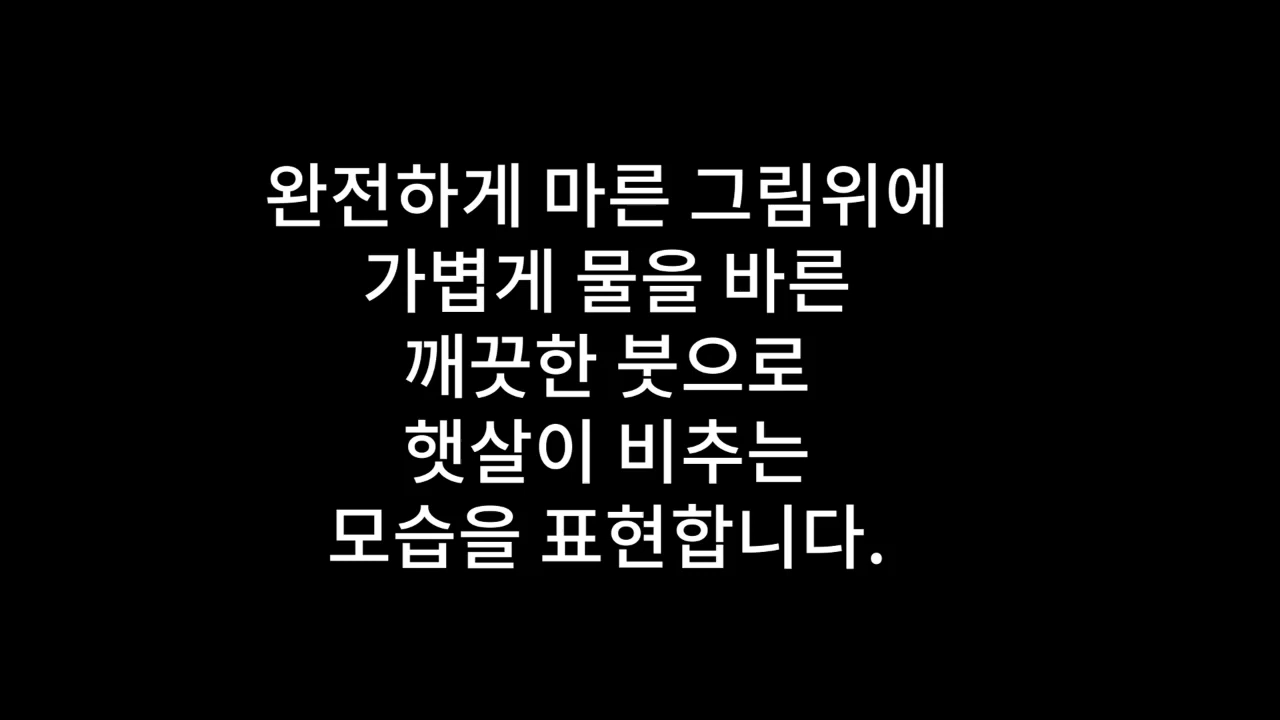 완전하게 마른 그림위에
가볍게 물을 바른
깨끗한 붓으로
햇살이 비추는
모습을 표현합니다.